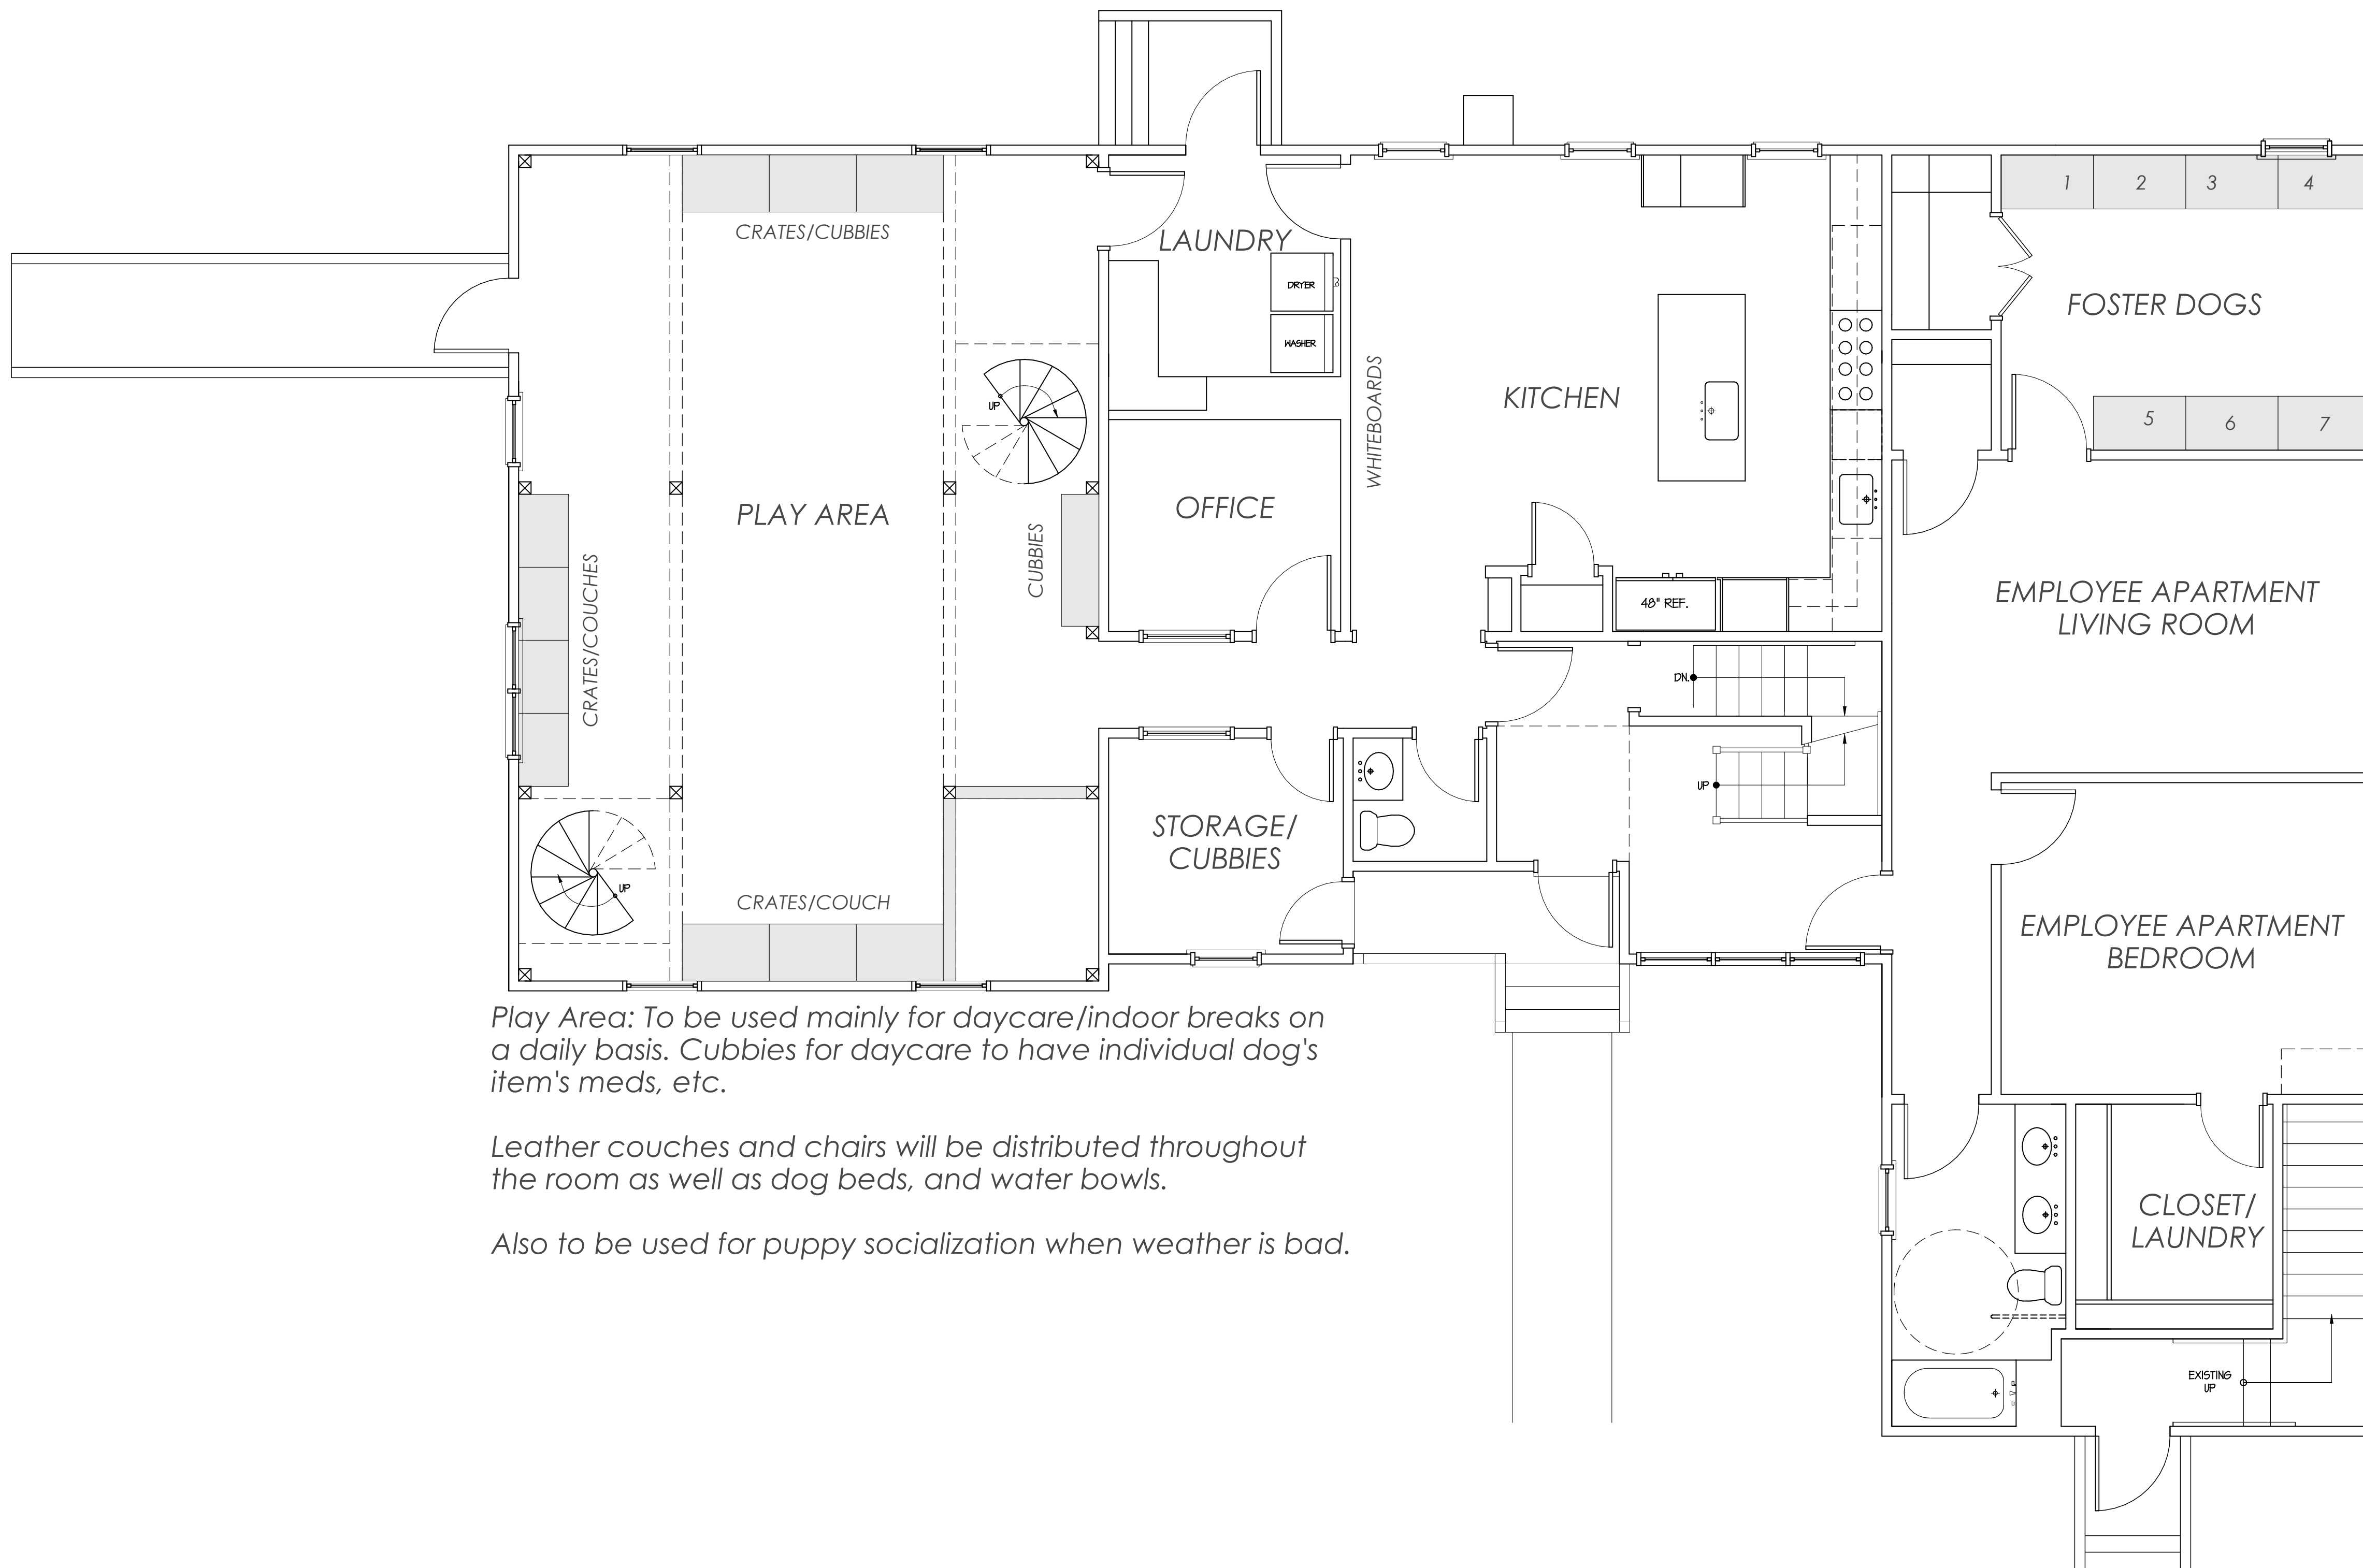 1
2
3
4
CRATES/CUBBIES
LAUNDRY
DRYER
WASHER
FOSTER DOGS
UP
WHITEBOARDS
KITCHEN
5
6
7
PLAY AREA
OFFICE
CUBBIES
CRATES/COUCHES
48" REF.
EMPLOYEE APARTMENT
LIVING ROOM
DN.
UP
STORAGE/
CUBBIES
UP
CRATES/COUCH
EMPLOYEE APARTMENT
BEDROOM
Play Area: To be used mainly for daycare/indoor breaks on
a daily basis. Cubbies for daycare to have individual dog's
item's meds, etc.
Leather couches and chairs will be distributed throughout
the room as well as dog beds, and water bowls.
Also to be used for puppy socialization when weather is bad.
CLOSET/
LAUNDRY
EXISTING
UP